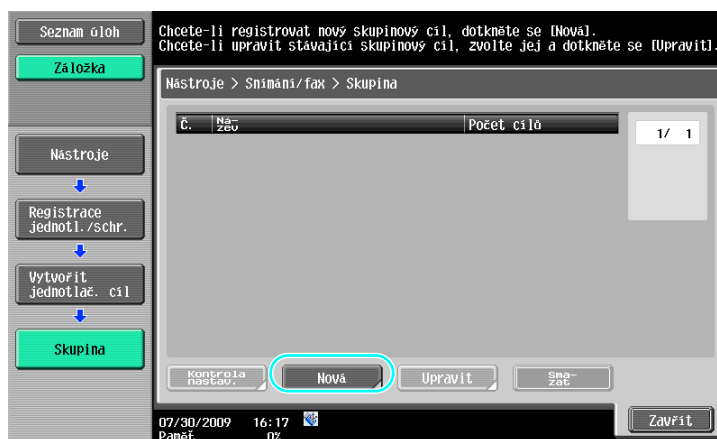 Seznam úloh
Chcete-li registrovat nový skupinový cíl, dotkněte se [Nová].
Chcete-li upravit stávající skupinový cíl, zvolte jej a dotkněte se [Upravit].
Záložka
Nástroje > Snímání/fax > Skupina
Č.
Ná-
zev
Počet cílů
1/ 1
Nástroje
Registrace
jednotl./schr.
Vytvořit
jednotlač. cíl
Skupina
Kontrola
nastav.
Nová
Upravit
Sma-
zat
07/30/2009 16:17
Paměť 0%
Zavřít